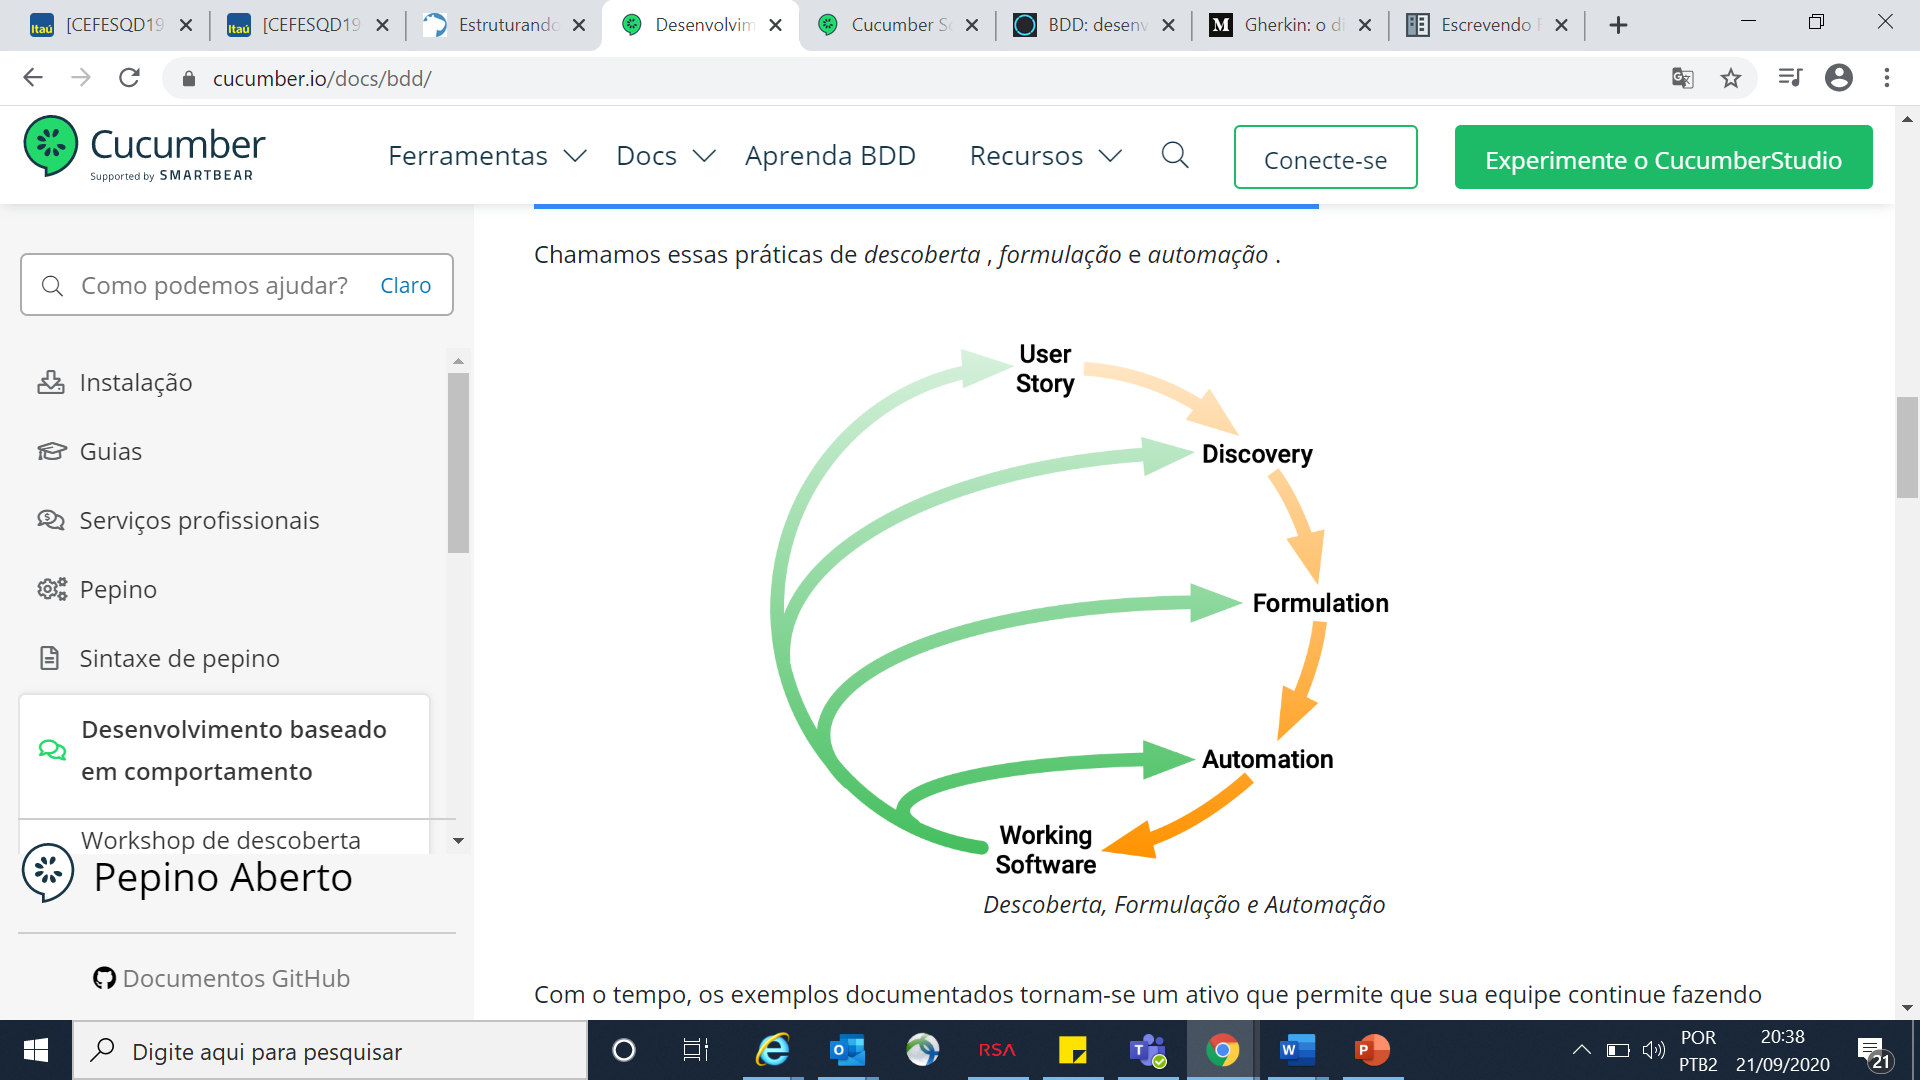 [CEFESQD19
[CEFESQD19
Estruturando
Desenvolvim
Cucumber S
BDD: desenv
Gherkin: o di
Escrevendo
cucumber.io/docs/bdd/
Cucumber
Supported by SMARTBEAR
Ferramentas
Docs
Aprenda BDD
Recursos
Conecte-se
Experimente o CucumberStudio
Como podemos ajudar?
Claro
Instalação
Guias
Serviços profissionais
Pepino
Sintaxe de pepino
Desenvolvimento baseado
em comportamento
Workshop de descoberta
Pepino Aberto
Documentos GitHub
Chamamos essas práticas de descoberta , formulação e automação .
User
Story
Discovery
Formulation
Automation
Working
Software
Descoberta, Formulação e Automação
Com o tempo, os exemplos documentados tornam-se um ativo que permite que sua equipe continue fazendo
Digite aqui para pesquisar
RSA
POR
PTB2
20:38
21/09/2020
21